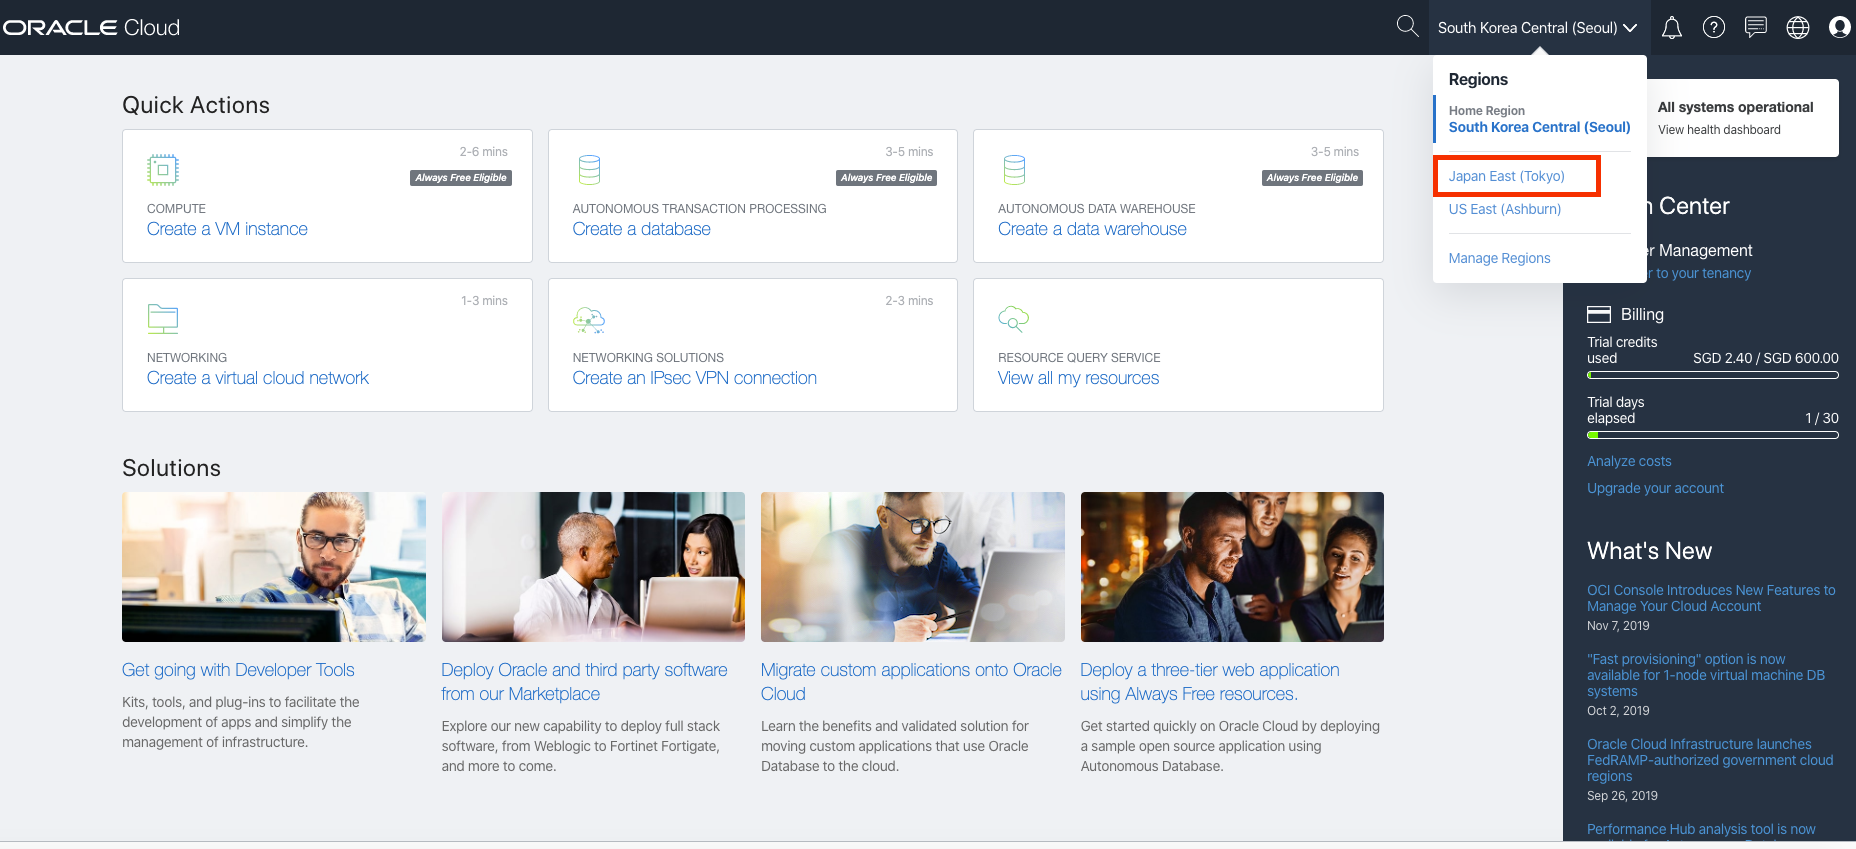 ORACLE Cloud
South Korea Central (Seoul)
Regions
Home Region
South Korea Central (Seoul)
Japan East (Tokyo)
US East (Ashburn)
Manage Regions
All systems operational
View health dashboard
Quick Actions
2-6 mins
Always Free Eligible
COMPUTE
Create a VM instance
3-5 mins
Always Free Eligible
AUTONOMOUS TRANSACTION PROCESSING
Create a database
3-5 mins
Always Free Eligible
AUTONOMOUS DATA WAREHOUSE
Create a data warehouse
1-3 mins
NETWORKING
Create a virtual cloud network
2-3 mins
NETWORKING SOLUTIONS
Create an IPsec VPN connection
RESOURCE QUERY SERVICE
View all my resources
Solutions
Get going with Developer Tools
Kits, tools, and plug-ins to facilitate the
development of apps and simplify the
management of infrastructure.
Deploy Oracle and third party software
from our Marketplace
Explore our new capability to deploy full stack
software, from Weblogic to Fortinet Fortigate,
and more to come.
Migrate custom applications onto Oracle
Cloud
Learn the benefits and validated solution for
moving custom applications that use Oracle
Database to the cloud.
Deploy a three-tier web application
using Always Free resources.
Get started quickly on Oracle Cloud by deploying
a sample open source application using
Autonomous Database.
Center
Management
to your tenancy
Billing
Trial credits
used SGD 2.40 / SGD 600.00
Trial days
elapsed 1 / 30
Analyze costs
Upgrade your account
What's New
OCI Console Introduces New Features to
Manage Your Cloud Account
Nov 7, 2019
"Fast provisioning" option is now
available for 1-node virtual machine DB
systems
Oct 2, 2019
Oracle Cloud Infrastructure launches
FedRAMP-authorized government cloud
regions
Sep 26, 2019
Performance Hub analysis tool is now